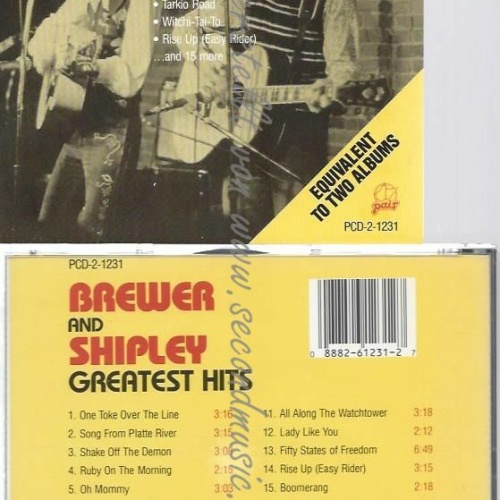 • Tarkio Road
• Witchi-Tai-To
• Rise Up (Easy Rider)
...and 15 more
EQUIVALENT
TO TWO ALBUMS
pair
PCD-2-1231
PCD-2-1231
BREWER
AND
SHIPLEY
GREATEST HITS
0 8882-61231-2 7
1. One Toke Over The Line 3:16
2. Song From Platte River 3:15
3. Shake Off The Demon
4. Ruby On The Morning 2:15
5. Oh Mommy 3:03
11. All Along The Watchtower 3:18
12. Lady Like You 2:12
13. Fifty States of Freedom 6:49
14. Rise Up (Easy Rider) 3:15
15. Boomerang 2:18
von www.secondmusic.